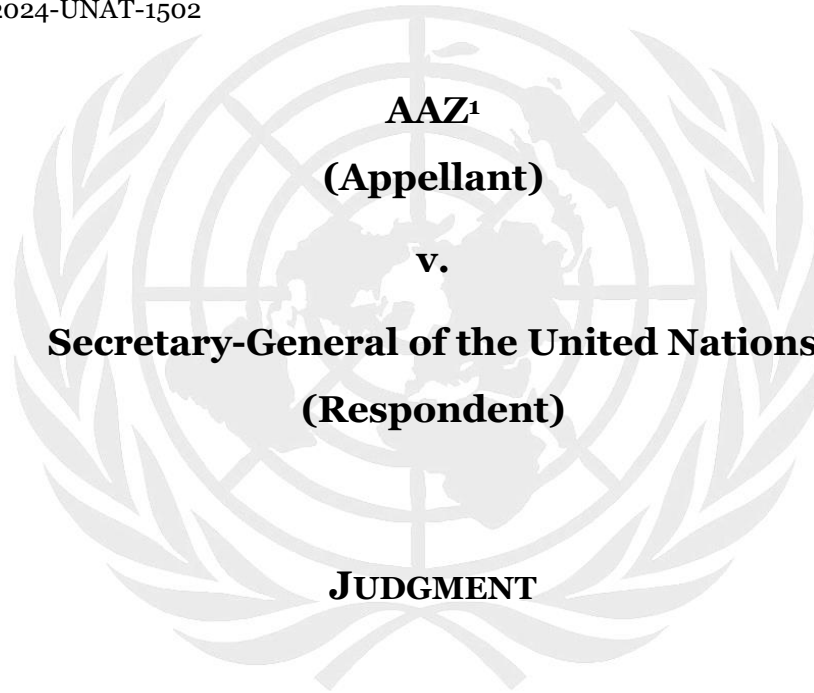 2024-UNAT-1502
AAZ¹
(Appellant)
v.
Secretary-General of the United Nations
(Respondent)
JUDGMENT